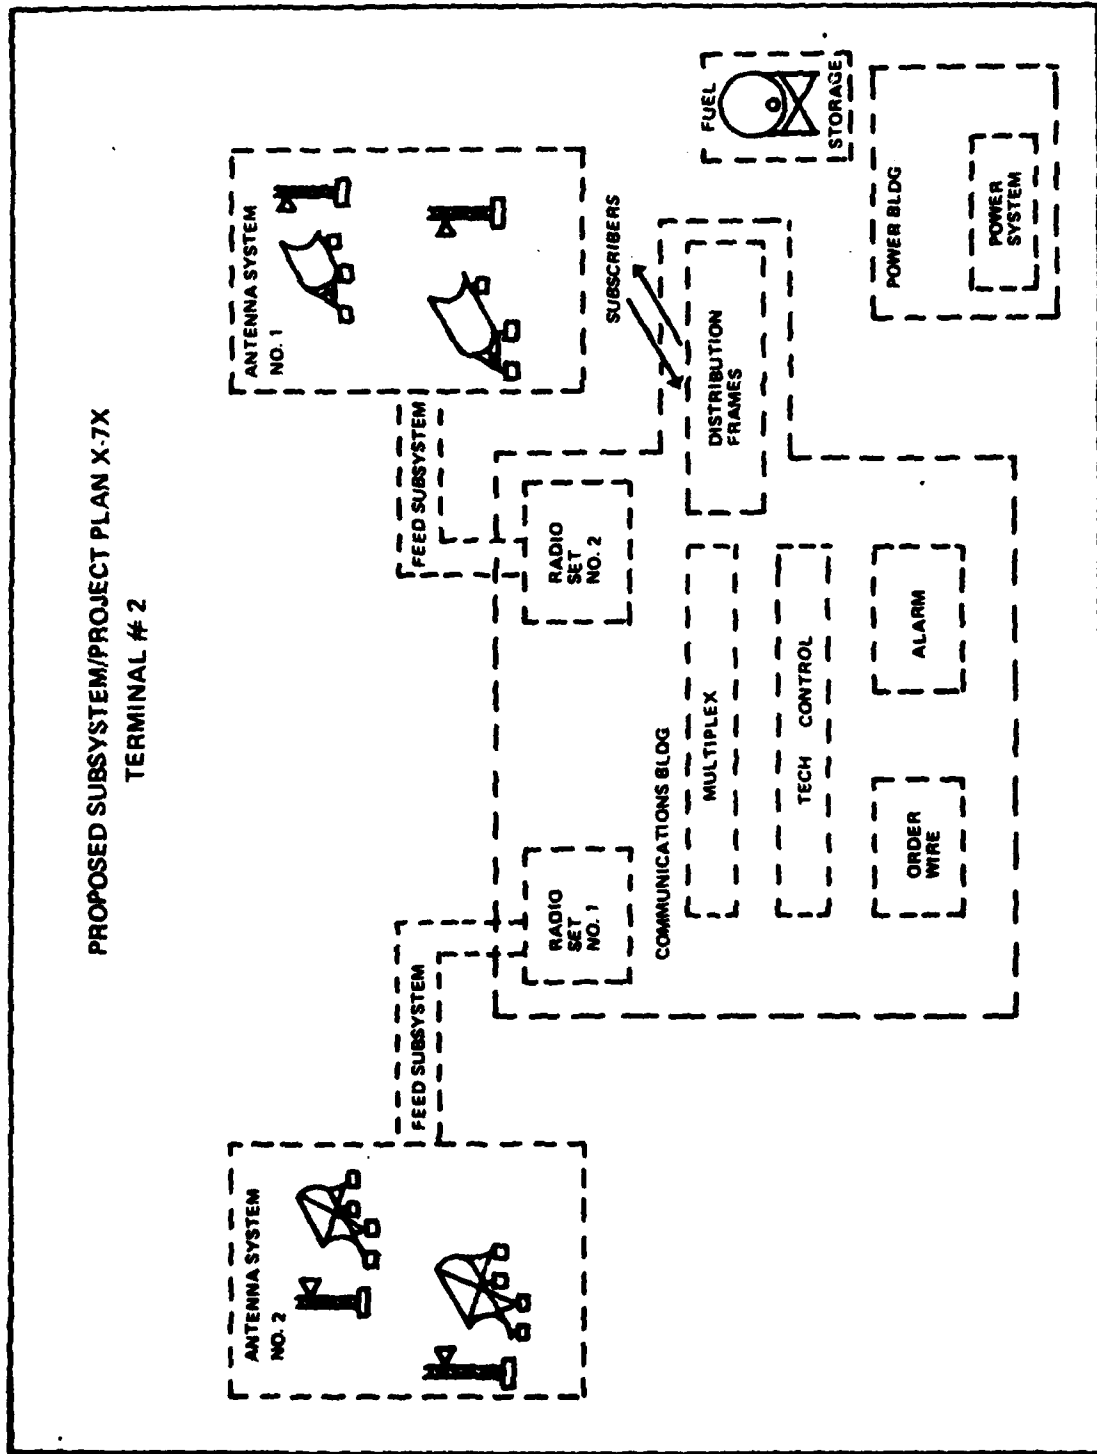 PROPOSED SUBSYSTEM/PROJECT PLAN X-7X
TERMINAL # 2
ANTENNA SYSTEM
NO. 2
ANTENNA SYSTEM
NO. 1
FEED SUBSYSTEM
FEED SUBSYSTEM
RADIO
SET
NO. 1
RADIO
SET
NO. 2
SUBSCRIBERS
COMMUNICATIONS BLDG
MULTIPLEX
DISTRIBUTION
FRAMES
TECH CONTROL
ORDER
WIRE
ALARM
FUEL
STORAGE
POWER BLDG
POWER
SYSTEM